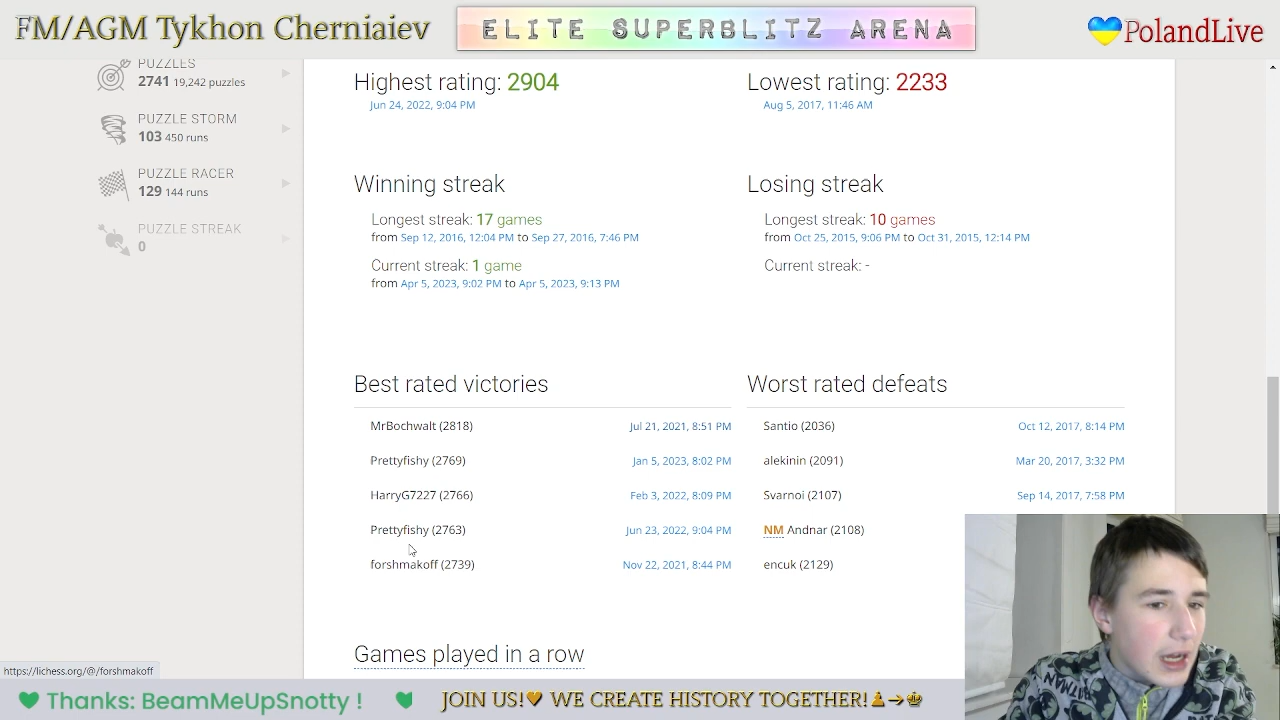 FM/AGM Tykhon Cherniaiev
ELITE SUPERBLITZ ARENA
PolandLive
PUZZLES
2741 19,242 puzzles
PUZZLE STORM
103 450 runs
PUZZLE RACER
129 144 runs
PUZZLE STREAK
0
Highest rating: 2904
Jun 24, 2022, 9:04 PM
Lowest rating: 2233
Aug 5, 2017, 11:46 AM
Winning streak
Longest streak: 17 games
from Sep 12, 2016, 12:04 PM to Sep 27, 2016, 7:46 PM
Current streak: 1 game
from Apr 5, 2023, 9:02 PM to Apr 5, 2023, 9:13 PM
Losing streak
Longest streak: 10 games
from Oct 25, 2015, 9:06 PM to Oct 31, 2015, 12:14 PM
Current streak: -
Best rated victories
MrBochwalt (2818) Jul 21, 2021, 8:51 PM
Prettyfishy (2769) Jan 5, 2023, 8:02 PM
HarryG7227 (2766) Feb 3, 2022, 8:09 PM
Prettyfishy (2763) Jun 23, 2022, 9:04 PM
forshmakoff (2739) Nov 22, 2021, 8:44 PM
Worst rated defeats
Santio (2036) Oct 12, 2017, 8:14 PM
alekinin (2091) Mar 20, 2017, 3:32 PM
Svarnoi (2107) Sep 14, 2017, 7:58 PM
NM Andnar (2108)
encuk (2129)
Games played in a row
https://lichess.org/@/forshmakoff
Thanks: BeamMeUpSnotty !
JOIN US! WE CREATE HISTORY TOGETHER!
BATMAN